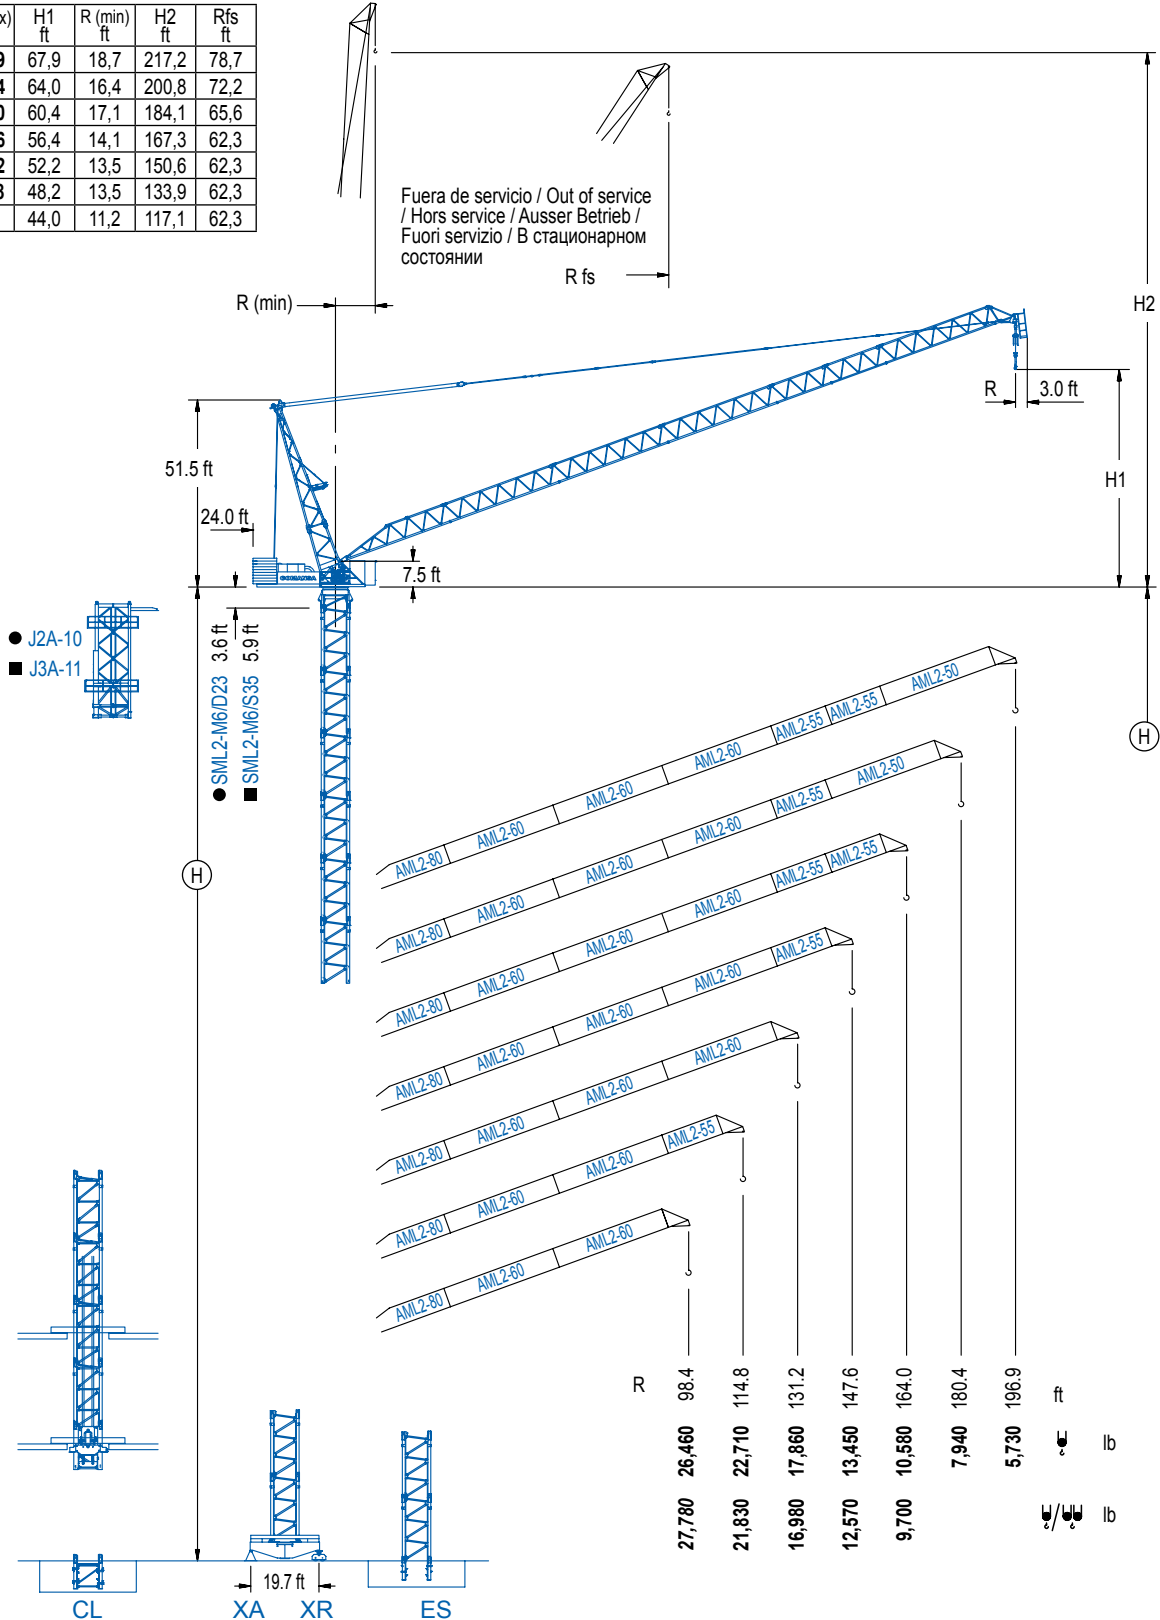 x) H1 ft R (min) ft H2 ft Rfs ft
9 67,9 18,7 217,2 78,7
4 64,0 16,4 200,8 72,2
0 60,4 17,1 184,1 65,6
6 56,4 14,1 167,3 62,3
2 52,2 13,5 150,6 62,3
3 48,2 13,5 133,9 62,3
44,0 11,2 117,1 62,3
Fuera de servicio / Out of service
/ Hors service / Ausser Betrieb /
Fuori servizio / В стационарном
состоянии
R fs
R (min)
H2
R 3.0 ft
H1
51.5 ft
24.0 ft
COMANSA
7.5 ft
● J2A-10
■ J3A-11
● SML2-M6/D23 3.6 ft
■ SML2-M6/S35 5.9 ft
H
H
AML2-80 AML2-60 AML2-60 AML2-60 AML2-55 AML2-55 AML2-50
AML2-80 AML2-60 AML2-60 AML2-60 AML2-55 AML2-50
AML2-80 AML2-60 AML2-60 AML2-60 AML2-55 AML2-55
AML2-80 AML2-60 AML2-60 AML2-60 AML2-55
AML2-80 AML2-60 AML2-60 AML2-60
AML2-80 AML2-60 AML2-60 AML2-55
AML2-80 AML2-60 AML2-60
R 98.4 114.8 131.2 147.6 164.0 180.4 196.9 ft
26,460 22,710 17,860 13,450 10,580 7,940 5,730 lb
27,780 21,830 16,980 12,570 9,700 / lb
19.7 ft
CL XA XR ES